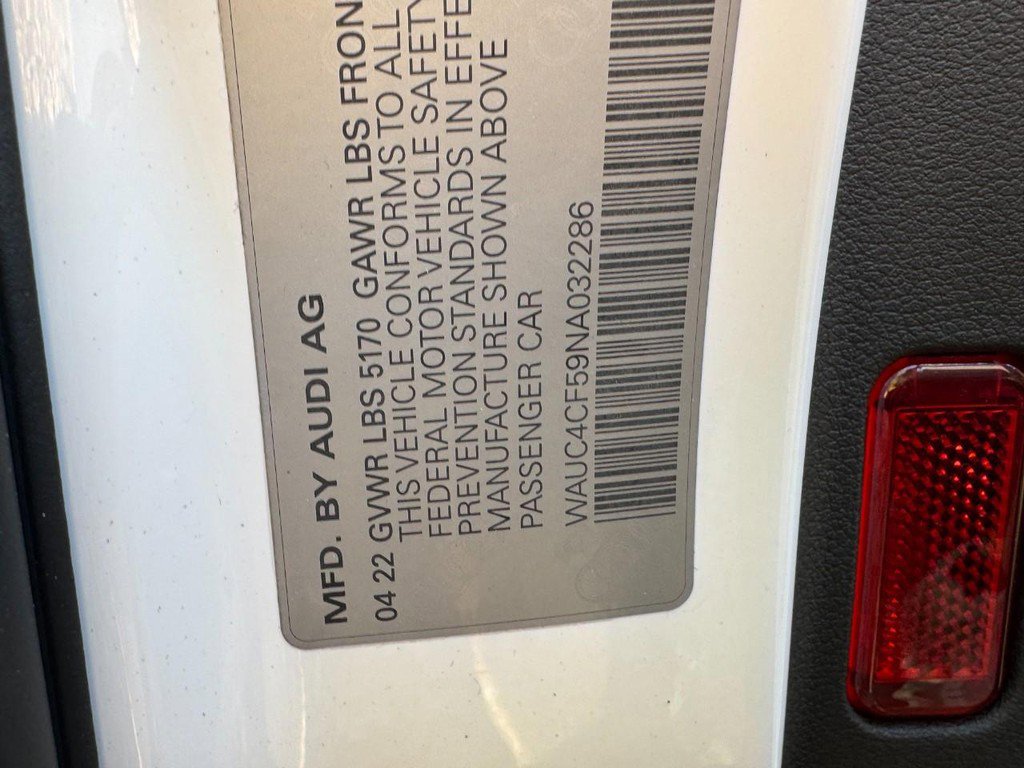 MFD. BY AUDI AG
04 22 GVWR LBS 5170 GAWR LBS FRON
THIS VEHICLE CONFORMS TO ALL
FEDERAL MOTOR VEHICLE SAFETY
PREVENTION STANDARDS IN EFFE
MANUFACTURE SHOWN ABOVE
PASSENGER CAR
WAUC4CF59NA032286